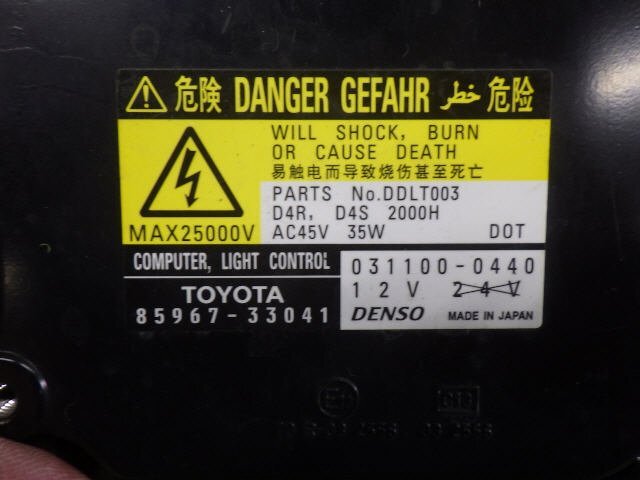 危険 DANGER GEFAHR خطر 危险
WILL SHOCK, BURN
OR CAUSE DEATH
易触电而导致烧伤甚至死亡
MAX25000V
PARTS No.DDLT003
D4R, D4S 2000H
AC45V 35W DOT
COMPUTER, LIGHT CONTROL
TOYOTA
85967-33041
031100-0440
12V 24V
DENSO MADE IN JAPAN